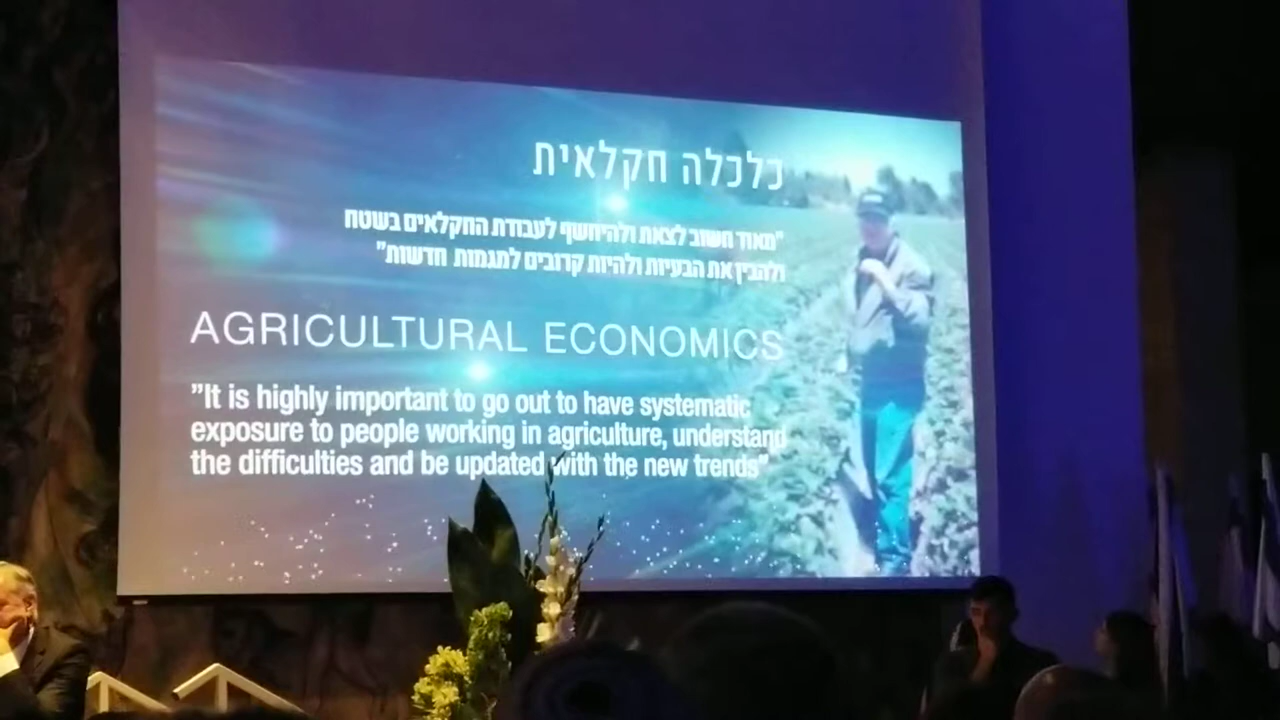 כלכלה חקלאית
"מאוד חשוב לצאת ולהיחשף לעבודת החקלאים בשטח
ולהבין את הבעיות ולהיות קרובים למגמות חדשות"
AGRICULTURAL ECONOMICS
"It is highly important to go out to have systematic
exposure to people working in agriculture, understand
the difficulties and be updated with the new trends"